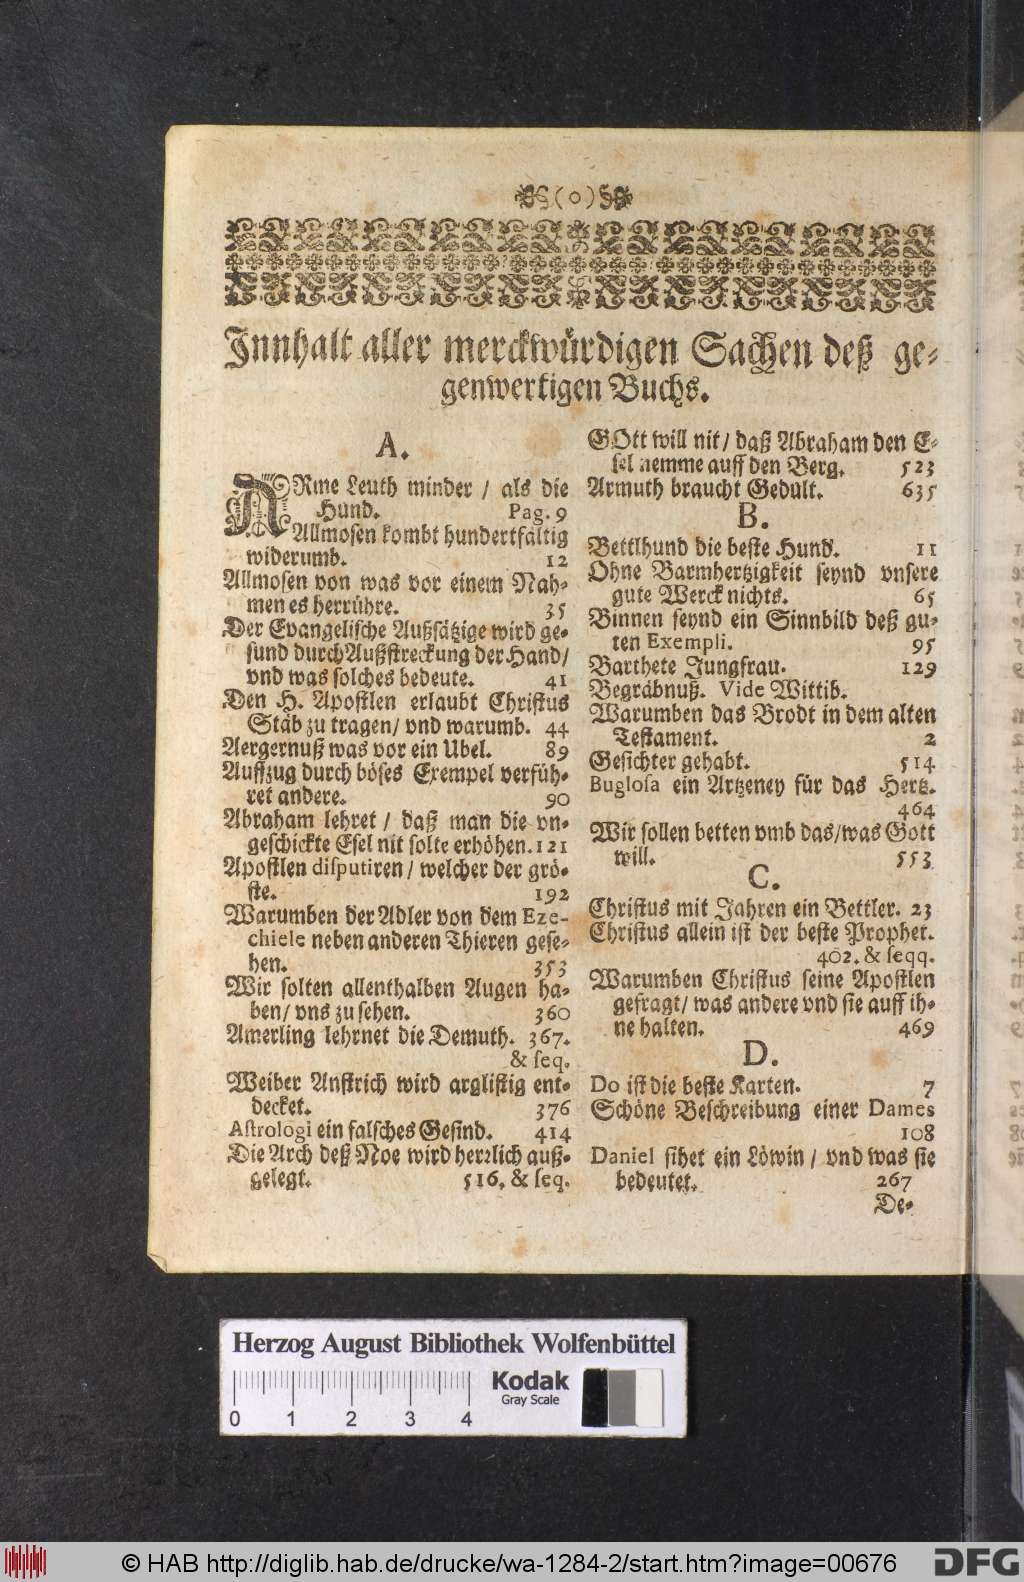 (o)
Innhalt aller merckwürdigen Sachen deß ge-
genwertigen Buchs.
A.
ARme Leuth minder / als die
Hund. Pag. 9
Allmosen kombt hundertfältig
widerumb. 12
Allmosen von was vor einem Nah-
men es herrühre. 35
Der Evangelische Außsätzige wird ge-
sund durch Außstreckung der Hand/
vnd was solches bedeute. 41
Den H. Apostlen erlaubt Christus
Stäb zu tragen/ vnd warumb. 44
Aergernuß was vor ein Ubel. 89
Auffzug durch böses Exempel verfüh-
ret andere. 90
Abraham lehret / daß man die vn-
geschickte Esel nit solte erhöhen. 121
Apostlen disputiren / welcher der grö-
ste. 192
Warumben der Adler von dem Eze-
chiele neben anderen Thieren gese-
hen. 353
Wir solten allenthalben Augen ha-
ben/ vns zu sehen. 360
Amerling lehrnet die Demuth. 367.
& seq.
Weiber Anstrich wird arglistig ent-
decket. 376
Astrologi ein falsches Gesind. 414
Die Arch deß Noe wird herzlich auß-
gelegt. 516. & seq.
GOtt will nit / daß Abraham den E-
sel nemme auff den Berg. 523
Armuth braucht Gedult. 635
B.
Bettlhund die beste Hund. 11
Ohne Barmhertzigkeit seynd vnsere
gute Werck nichts. 65
Binnen seynd ein Sinnbild deß gu-
ten Exempli. 95
Barthete Jungfrau. 129
Begräbnuß. Vide Wittib.
Warumben das Brodt in dem alten
Testament. 2
Gesichter gehabt. 514
Buglosa ein Artzeney für das Hertz.
464
Wir sollen betten vmb das/was Gott
will. 553
C.
Christus mit Jahren ein Bettler. 23
Christus allein ist der beste Prophet.
402. & seqq.
Warumben Christus seine Apostlen
gefragt/ was andere vnd sie auff ih-
ne halten. 469
D.
Do ist die beste Karten. 7
Schöne Beschreibung einer Dames
108
Daniel sihet ein Löwin / vnd was sie
bedeutet. 267
De-
Herzog August Bibliothek Wolfenbüttel
Kodak
Gray Scale
0 1 2 3 4
© HAB http://diglib.hab.de/drucke/wa-1284-2/start.htm?image=00676
DFG